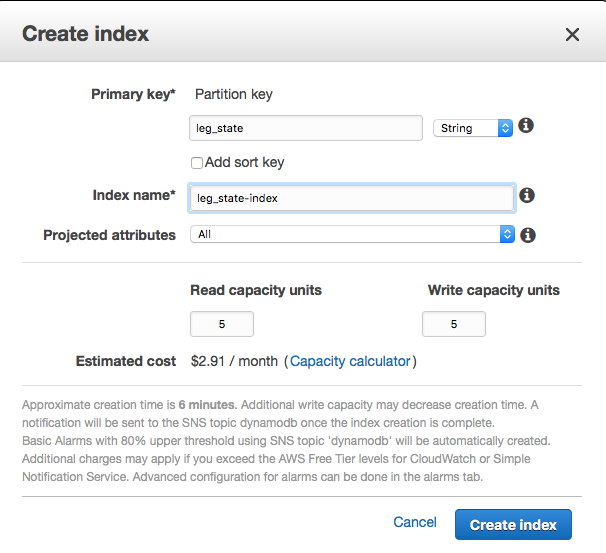 Create index
Primary key* Partition key
leg_state String
Add sort key
Index name* leg_state-index
Projected attributes All
Read capacity units Write capacity units
5 5
Estimated cost $2.91 / month (Capacity calculator)
Approximate creation time is 6 minutes. Additional write capacity may decrease creation time. A
notification will be sent to the SNS topic dynamodb once the index creation is complete.
Basic Alarms with 80% upper threshold using SNS topic 'dynamodb' will be automatically created.
Additional charges may apply if you exceed the AWS Free Tier levels for CloudWatch or Simple
Notification Service. Advanced configuration for alarms can be done in the alarms tab.
Cancel Create index